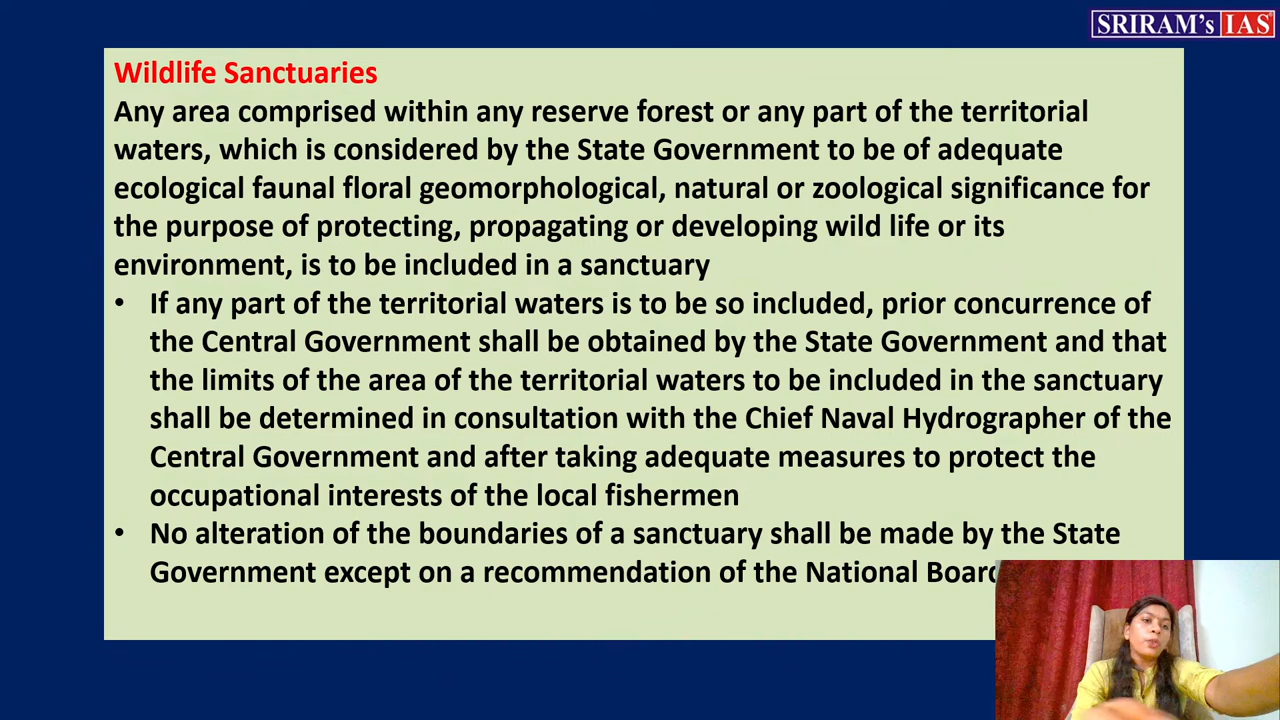 SRIRAM's IAS
Wildlife Sanctuaries
Any area comprised within any reserve forest or any part of the territorial
waters, which is considered by the State Government to be of adequate
ecological faunal floral geomorphological, natural or zoological significance for
the purpose of protecting, propagating or developing wild life or its
environment, is to be included in a sanctuary
• If any part of the territorial waters is to be so included, prior concurrence of
the Central Government shall be obtained by the State Government and that
the limits of the area of the territorial waters to be included in the sanctuary
shall be determined in consultation with the Chief Naval Hydrographer of the
Central Government and after taking adequate measures to protect the
occupational interests of the local fishermen
• No alteration of the boundaries of a sanctuary shall be made by the State
Government except on a recommendation of the National Board